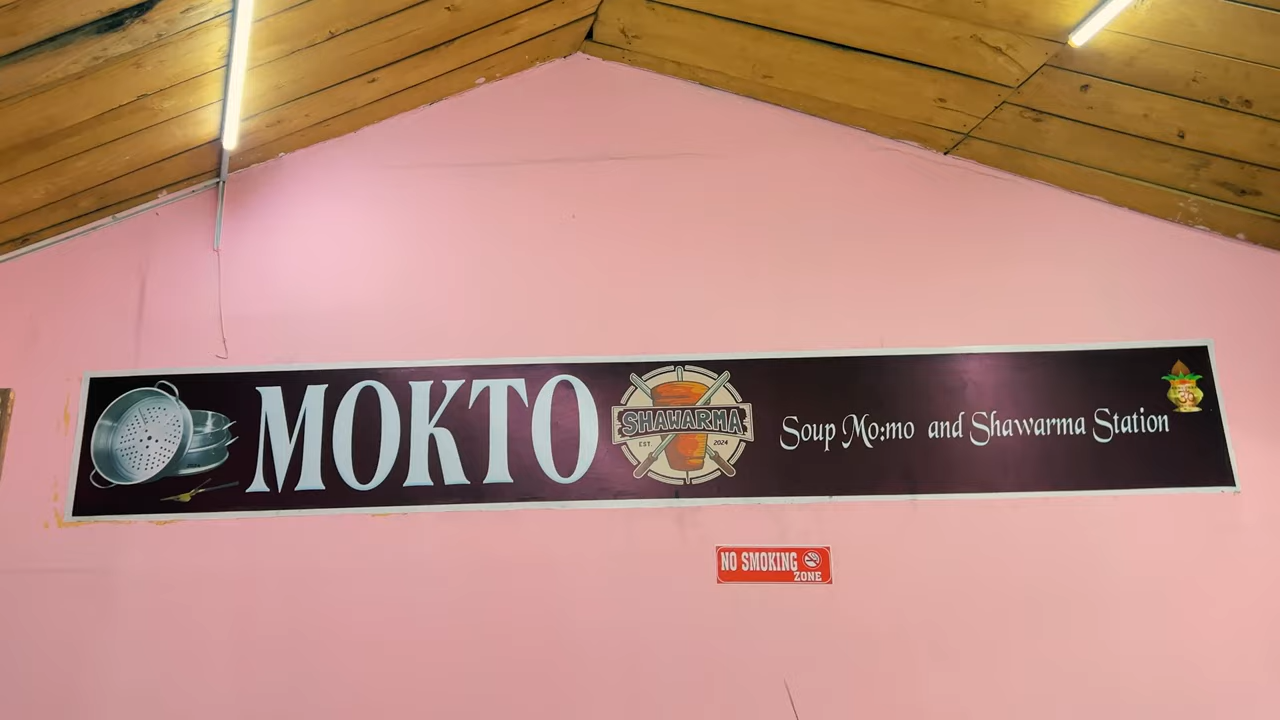 MOKTO
SHAWARMA
EST. 2024
Soup Mo:mo and Shawarma Station
NO SMOKING
ZONE